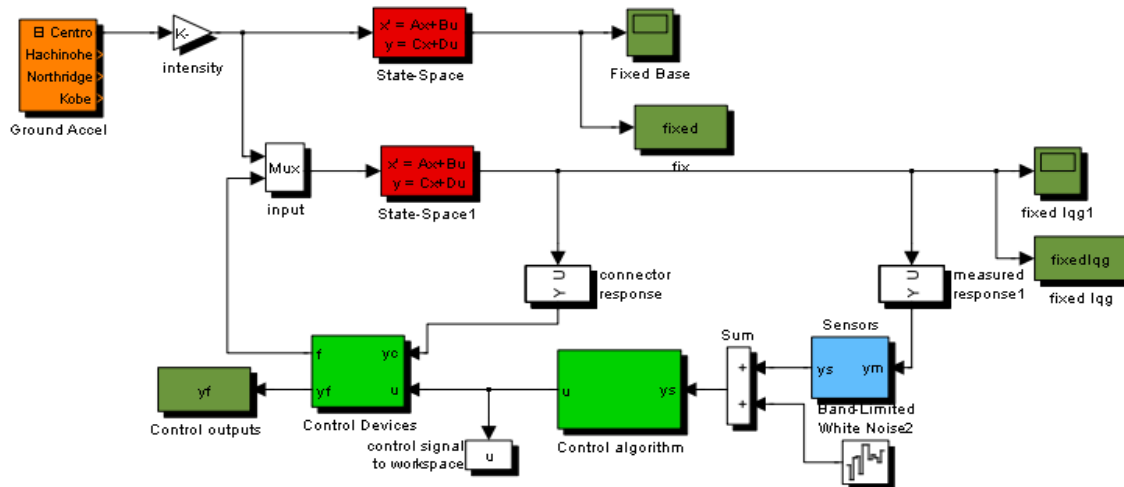 El Centro
Hachinohe
Northridge
Kobe
Ground Accel
K-
intensity
x' = Ax+Bu
y = Cx+Du
State-Space
Fixed Base
fixed
fix
Mux
input
x' = Ax+Bu
y = Cx+Du
State-Space1
fixed lqg1
fixedlqg
fixed lqg
Y U
connector
response
Y U
measured
response1
Sensors
ys ym
Band-Limited
White Noise2
Sum
+
+
u ys
Control algorithm
f yc
yf u
Control Devices
yf
Control outputs
control signal
to workspace
u